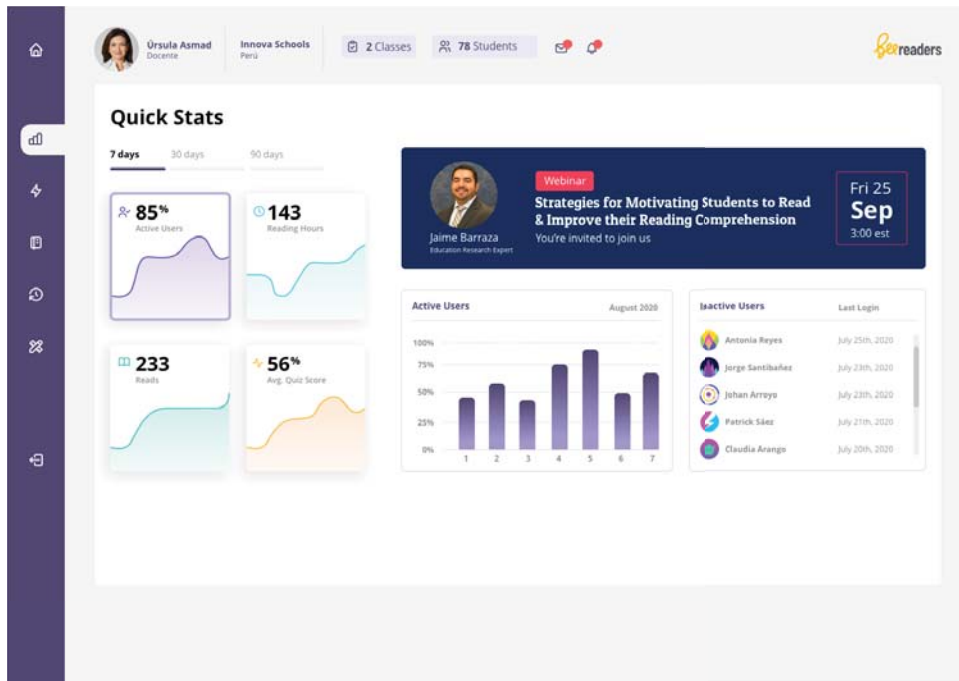 Úrsula Asmad
Docente
Innova Schools
Perú
2 Classes
78 Students
Beereaders
Quick Stats
7 days
30 days
90 days
85%
Active Users
143
Reading Hours
233
Reads
56%
Avg. Quiz Score
Jaime Barraza
Education Research Expert
Webinar
Strategies for Motivating Students to Read
& Improve their Reading Comprehension
You're invited to join us
Fri 25
Sep
3:00 est
Active Users
August 2020
100%
75%
50%
25%
0%
1 2 3 4 5 6 7
Inactive Users
Last Login
Antonia Reyes
July 25th, 2020
Jorge Santibañez
July 23th, 2020
Johan Arroyo
July 23th, 2020
Patrick Sáez
July 21th, 2020
Claudia Arango
July 20th, 2020